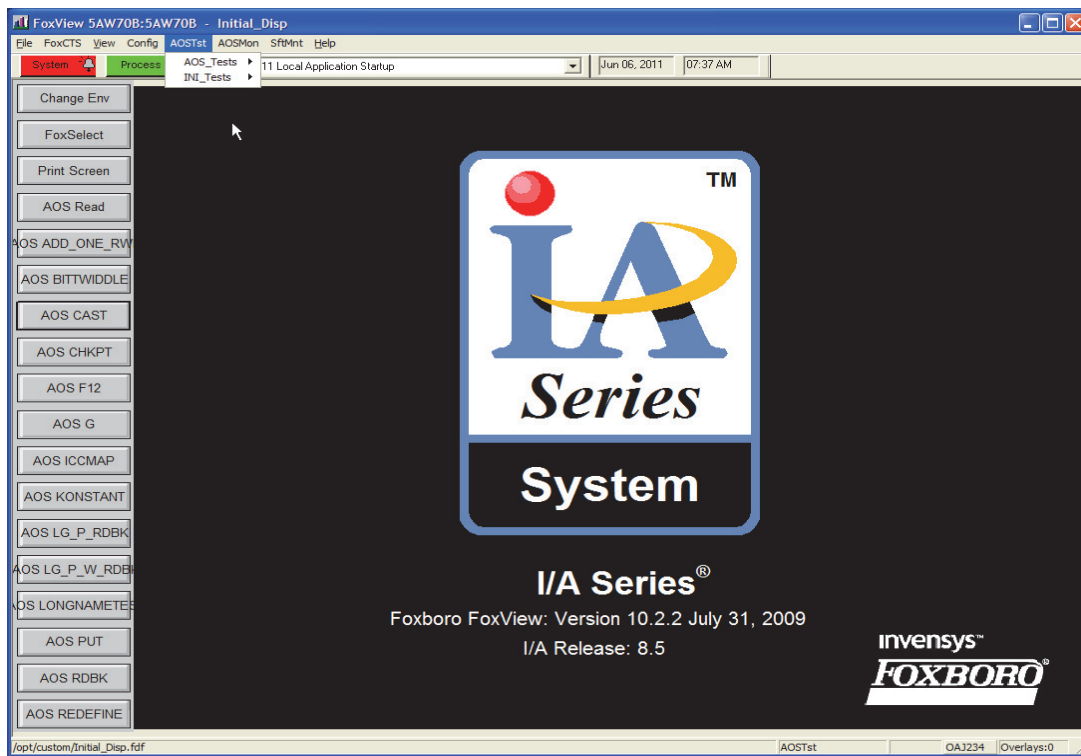 FoxView 5AW70B:5AW70B - Initial_Disp
File FoxCTS View Config AOSTst AOSMon SftMnt Help
System Process 11 Local Application Startup Jun 06, 2011 07:37 AM
AOS_Tests
INI_Tests
Change Env
FoxSelect
Print Screen
AOS Read
AOS ADD_ONE_RW
AOS BITTWIDDLE
AOS CAST
AOS CHKPT
AOS F12
AOS G
AOS ICCMAP
AOS KONSTANT
AOS LG_P_RDBK
AOS LG_P_W_RDB
AOS LONGNAMETES
AOS PUT
AOS RDBK
AOS REDEFINE
TM
IA
Series
System
I/A Series®
Foxboro FoxView: Version 10.2.2 July 31, 2009
I/A Release: 8.5
invensys™
FOXBORO®
/opt/custom/Initial_Disp.fdf AOSTst OAJ234 Overlays:0